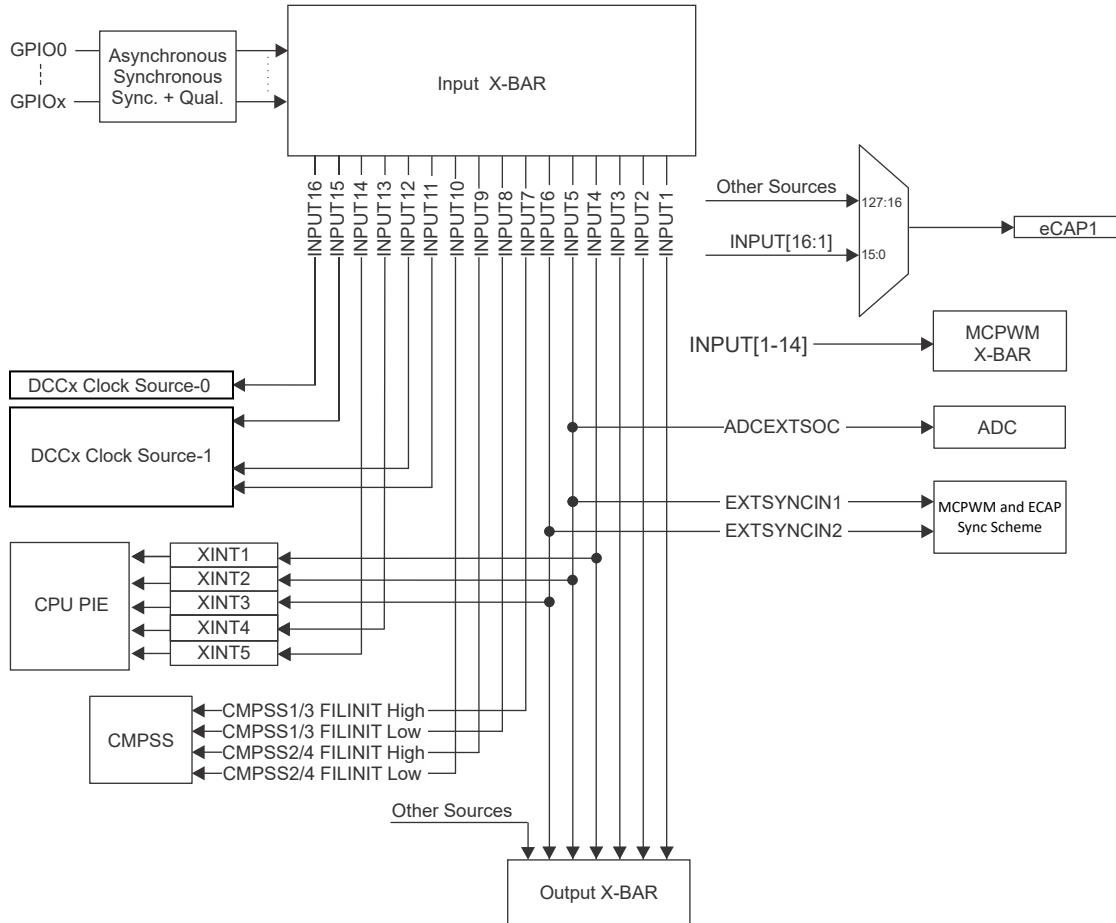 GPIO0
GPIOx
Asynchronous
Synchronous
Sync. + Qual.
Input X-BAR
INPUT16
INPUT15
INPUT14
INPUT13
INPUT12
INPUT11
INPUT10
INPUT9
INPUT8
INPUT7
INPUT6
INPUT5
INPUT4
INPUT3
INPUT2
INPUT1
Other Sources
127:16
INPUT[16:1]
15:0
eCAP1
INPUT[1-14]
MCPWM
X-BAR
DCCx Clock Source-0
DCCx Clock Source-1
ADCEXTSOC
ADC
EXTSYNCIN1
EXTSYNCIN2
MCPWM and ECAP
Sync Scheme
CPU PIE
XINT1
XINT2
XINT3
XINT4
XINT5
CMPSS
CMPSS1/3 FILINIT High
CMPSS1/3 FILINIT Low
CMPSS2/4 FILINIT High
CMPSS2/4 FILINIT Low
Other Sources
Output X-BAR